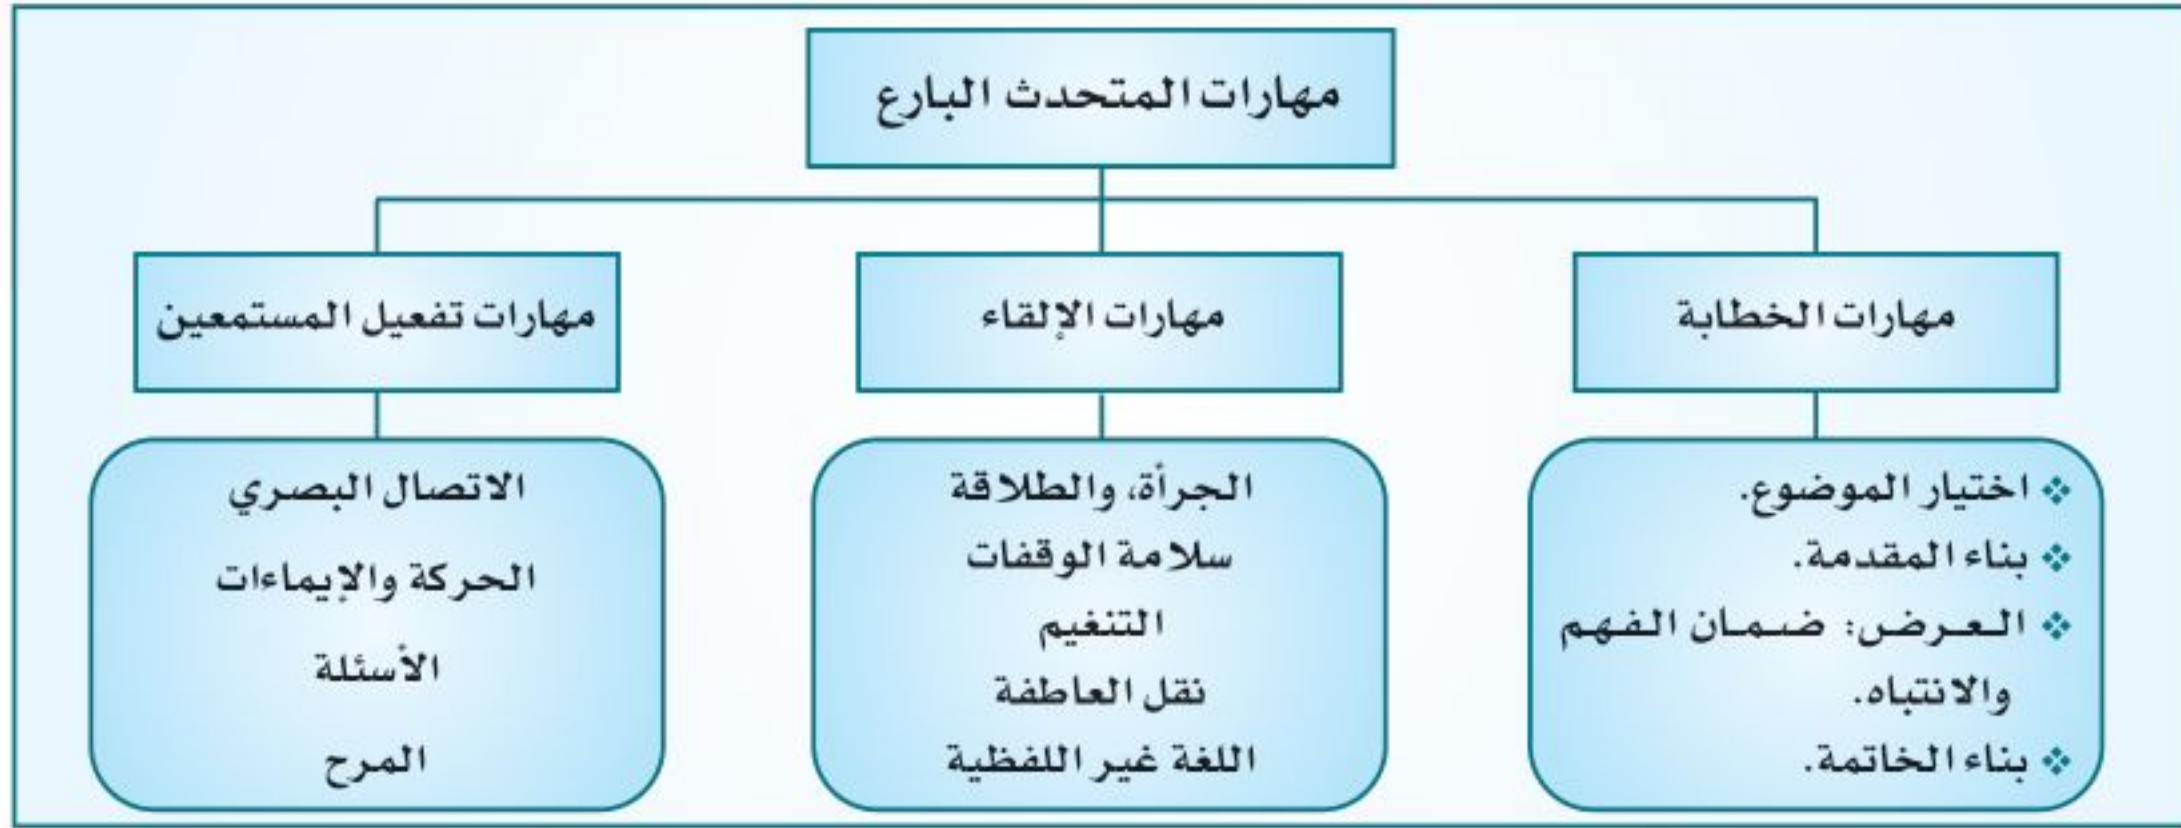 مهارات المتحدث البارع
مهارات الخطابة
❖ اختيار الموضوع.
❖ بناء المقدمة.
❖ العرض: ضمان الفهم
والانتباه.
❖ بناء الخاتمة.
مهارات الإلقاء
الجرأة، والطلاقة
سلامة الوقفات
التنغيم
نقل العاطفة
اللغة غير اللفظية
مهارات تفعيل المستمعين
الاتصال البصري
الحركة والإيماءات
الأسئلة
المرح